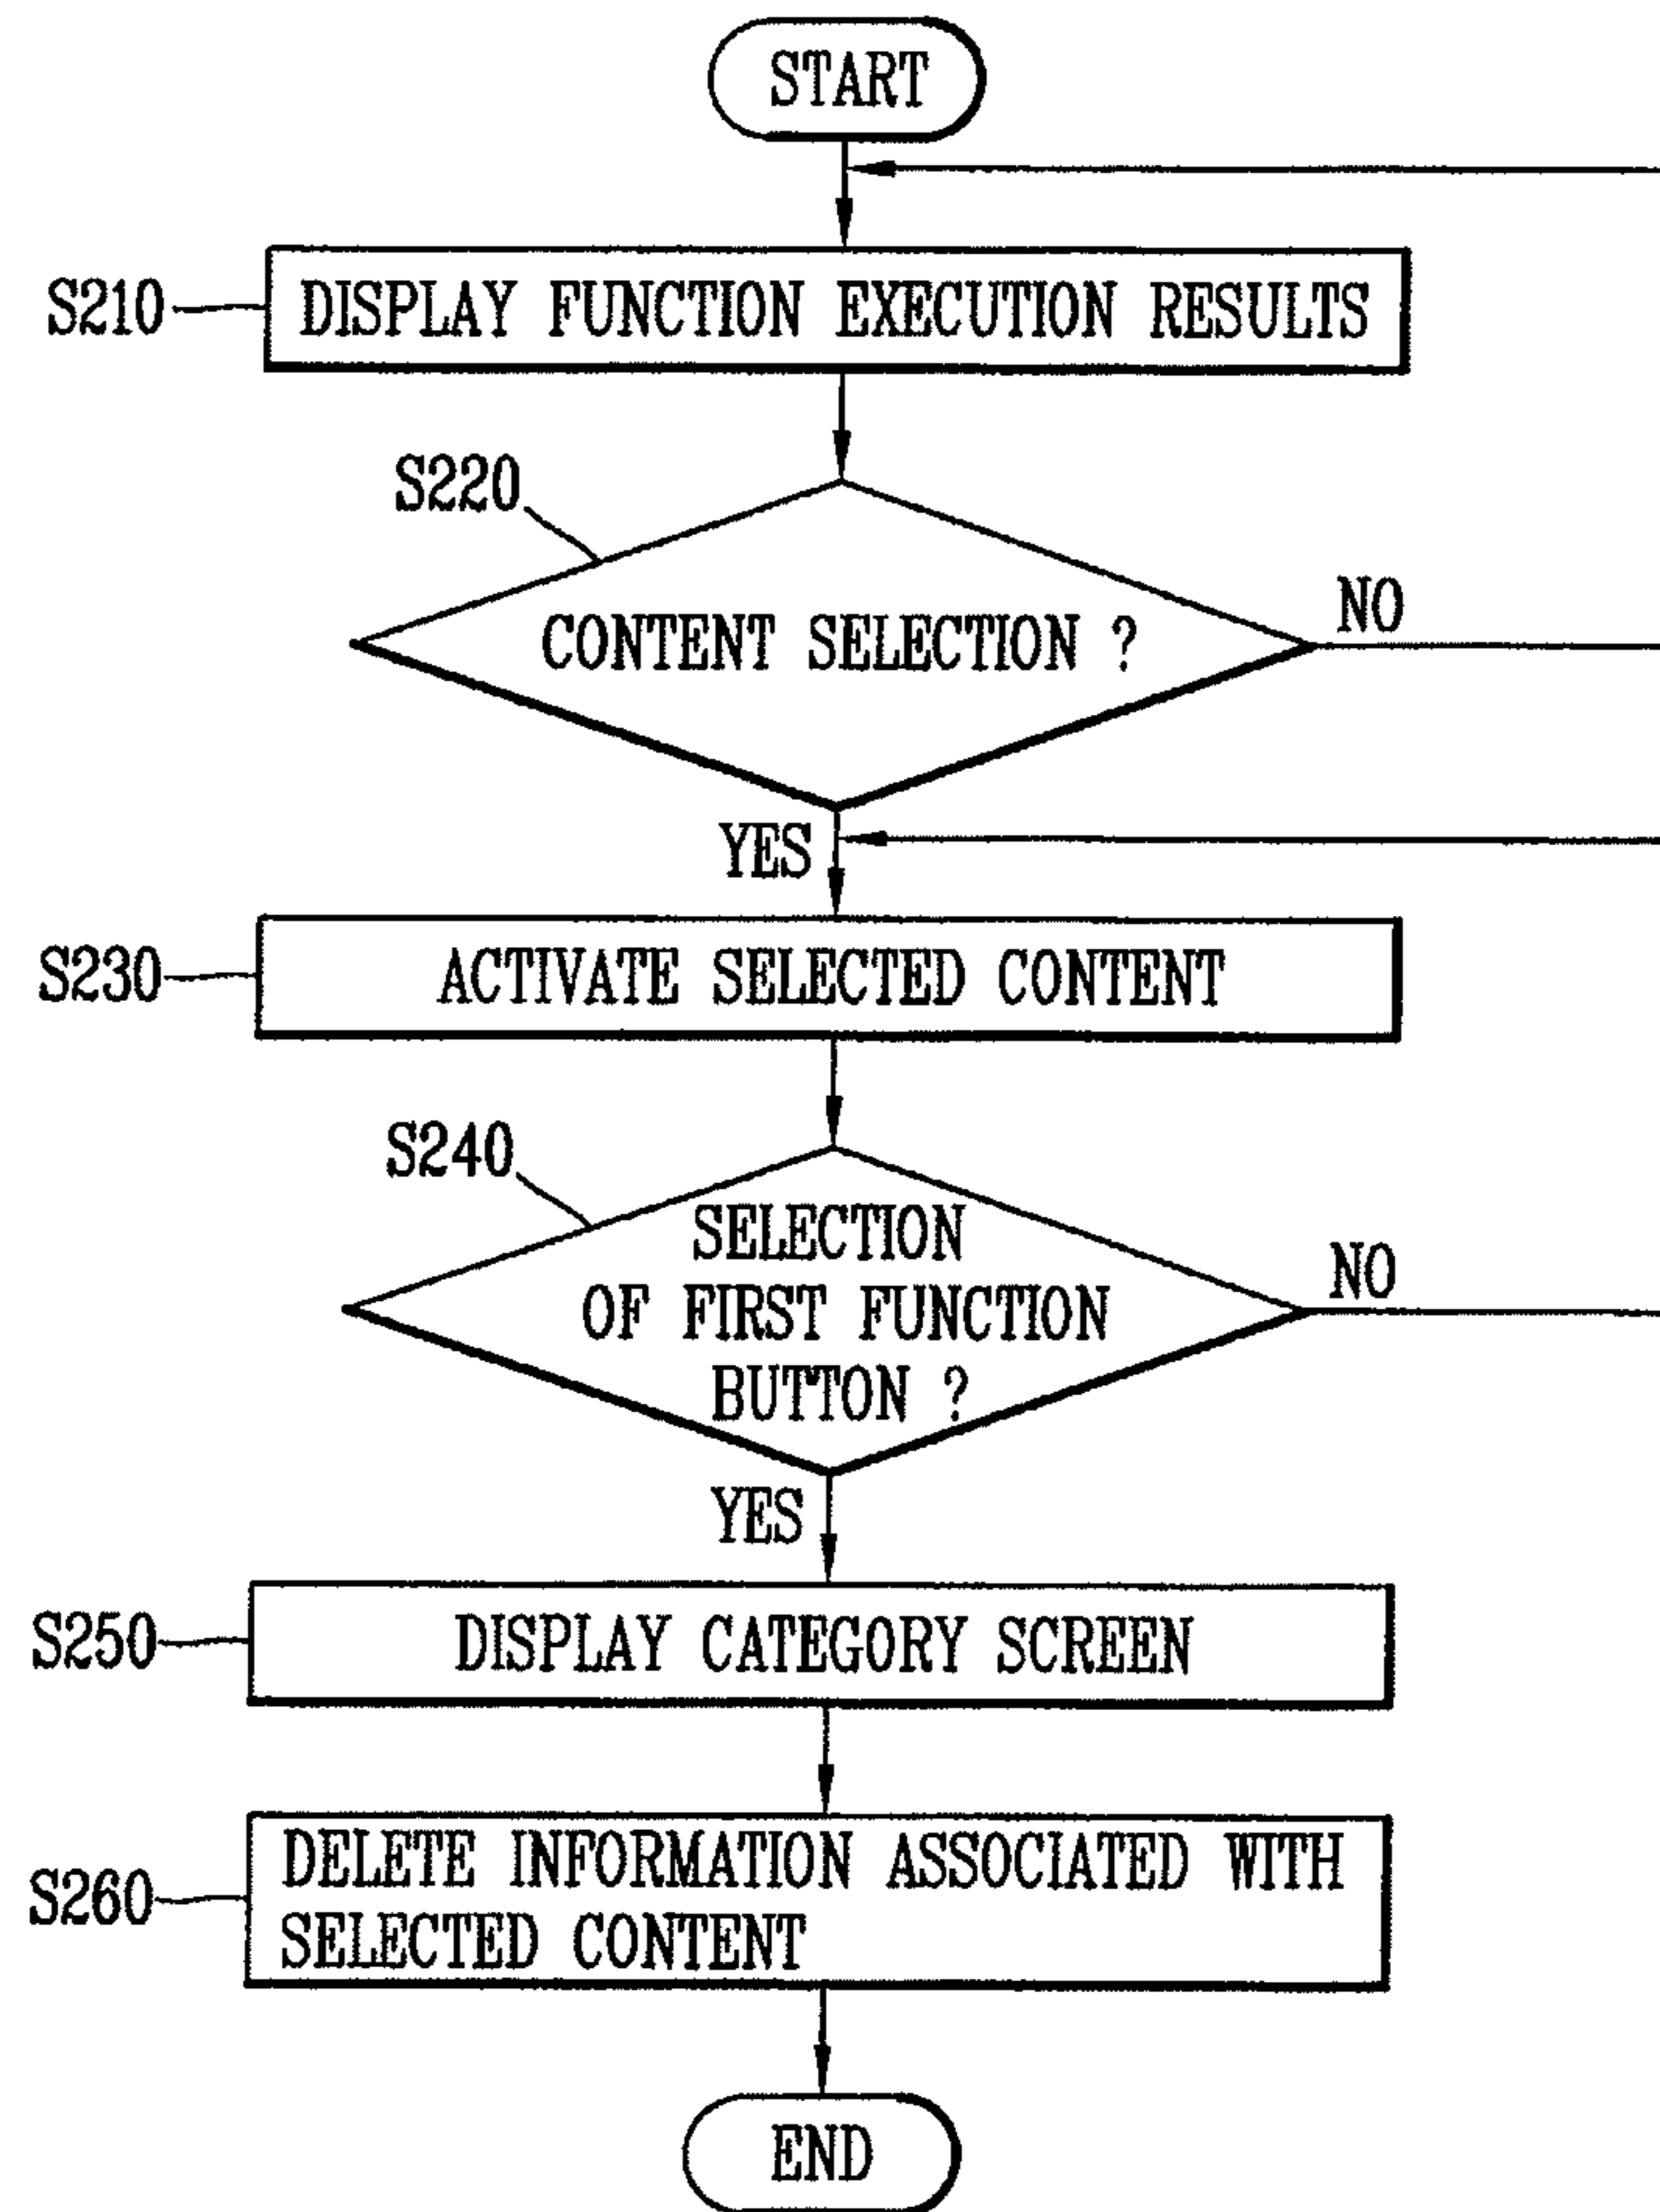 START
S210
DISPLAY FUNCTION EXECUTION RESULTS
S220
CONTENT SELECTION ?
NO
YES
S230
ACTIVATE SELECTED CONTENT
S240
SELECTION
OF FIRST FUNCTION
BUTTON ?
NO
YES
S250
DISPLAY CATEGORY SCREEN
S260
DELETE INFORMATION ASSOCIATED WITH
SELECTED CONTENT
END